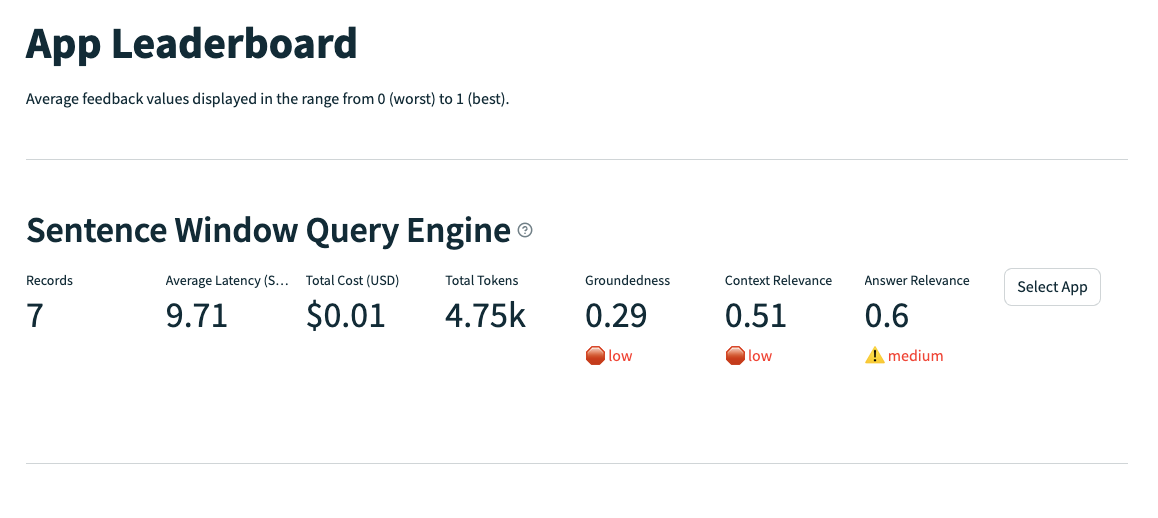 App Leaderboard
Average feedback values displayed in the range from 0 (worst) to 1 (best).
Sentence Window Query Engine
Records Average Latency (S... Total Cost (USD) Total Tokens Groundedness Context Relevance Answer Relevance Select App
7 9.71 $0.01 4.75k 0.29 0.51 0.6
low low medium